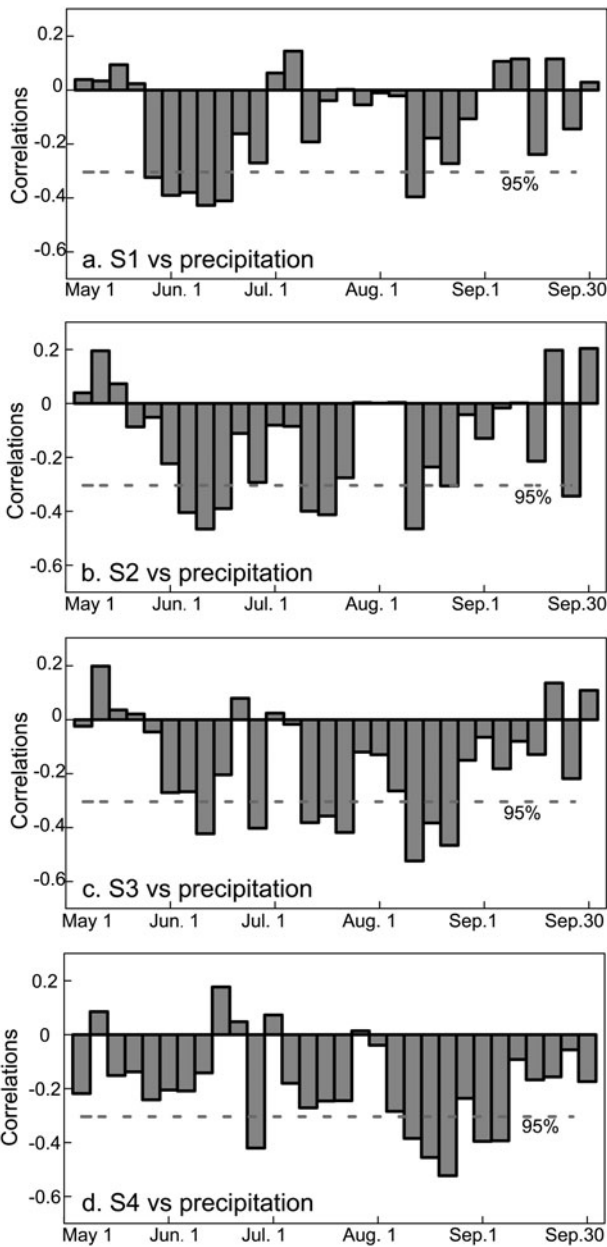 0.2
0
-0.2
-0.4
-0.6
Correlations
95%
a. S1 vs precipitation
May 1 Jun. 1 Jul. 1 Aug. 1 Sep.1 Sep.30
0.2
0
-0.2
-0.4
-0.6
Correlations
95%
b. S2 vs precipitation
May 1 Jun. 1 Jul. 1 Aug. 1 Sep.1 Sep.30
0.2
0
-0.2
-0.4
-0.6
Correlations
95%
c. S3 vs precipitation
May 1 Jun. 1 Jul. 1 Aug. 1 Sep.1 Sep.30
0.2
0
-0.2
-0.4
-0.6
Correlations
95%
d. S4 vs precipitation
May 1 Jun. 1 Jul. 1 Aug. 1 Sep.1 Sep.30